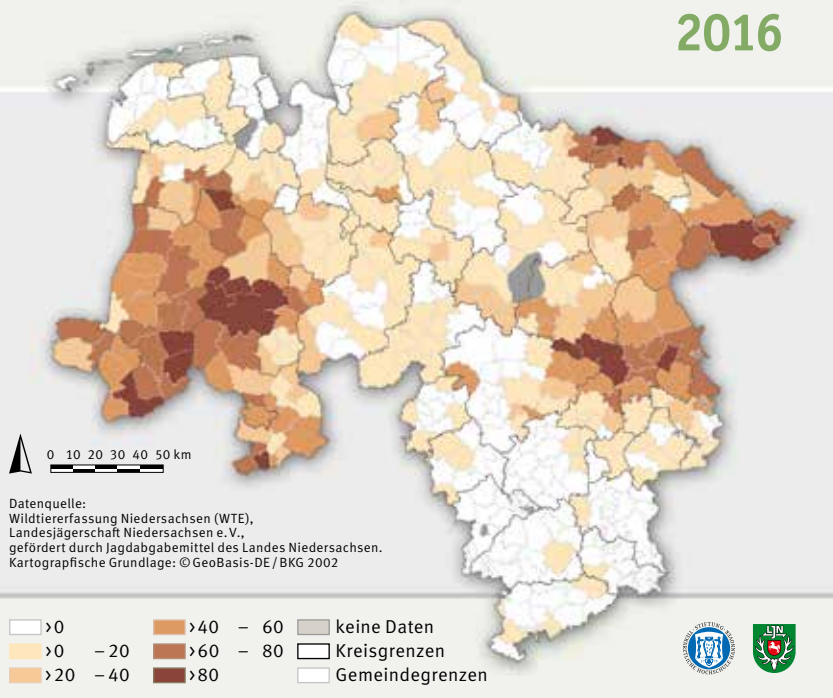 2016
0 10 20 30 40 50 km
Datenquelle:
Wildtiererfassung Niedersachsen (WTE),
Landesjägerschaft Niedersachsen e.V.,
gefördert durch Jagdabgabemittel des Landes Niedersachsen.
Kartografische Grundlage: © GeoBasis-DE / BKG 2002
>0
>0 – 20
>20 – 40
>40 – 60
>60 – 80
>80
keine Daten
Kreisgrenzen
Gemeindegrenzen
LJN